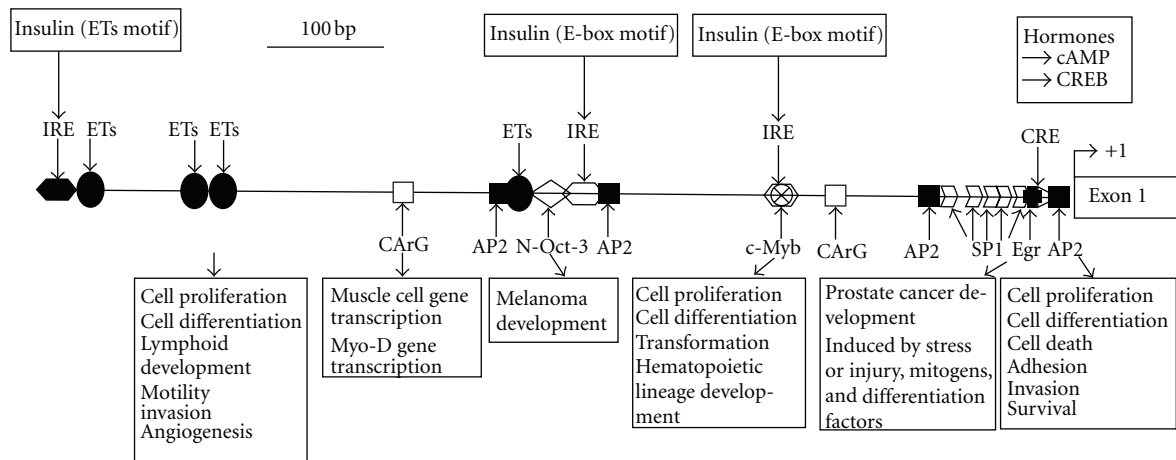 Insulin (ETs motif)
100 bp
Insulin (E-box motif)
Insulin (E-box motif)
Hormones
cAMP
CREB
IRE
ETs
ETs
ETs
ETs
IRE
IRE
CRE
+1
Exon 1
CArG
AP2
N-Oct-3
AP2
c-Myb
CArG
AP2
SP1
Egr
AP2
Cell proliferation
Cell differentiation
Lymphoid
development
Motility
invasion
Angiogenesis
Muscle cell gene
transcription
Myo-D gene
transcription
Melanoma
development
Cell proliferation
Cell differentiation
Transformation
Hematopoietic
lineage develop-
ment
Prostate cancer de-
velopment
Induced by stress
or injury, mitogens,
and differentiation
factors
Cell proliferation
Cell differentiation
Cell death
Adhesion
Invasion
Survival